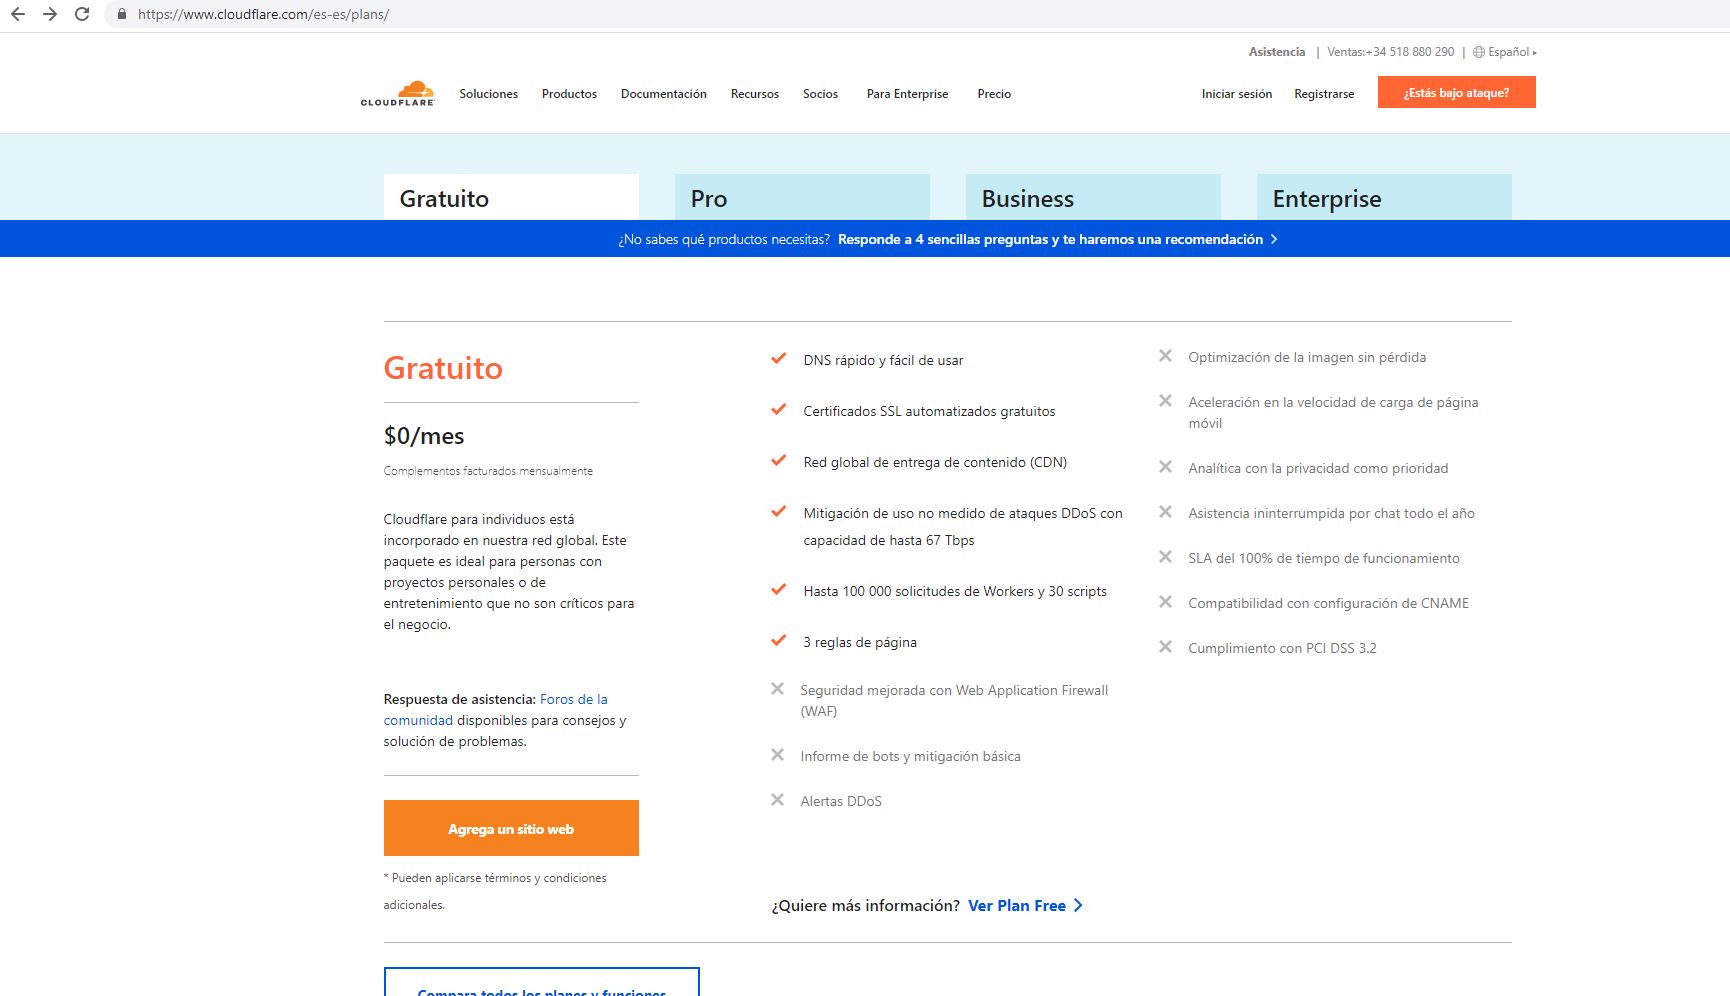 https://www.cloudflare.com/es-es/plans/
Asistencia | Ventas:+34 518 880 290 | Español ▸
CLOUDFLARE
Soluciones Productos Documentación Recursos Socios Para Enterprise Precio Iniciar sesión Registrarse ¿Estás bajo ataque?
Gratuito Pro Business Enterprise
¿No sabes qué productos necesitas? Responde a 4 sencillas preguntas y te haremos una recomendación
Gratuito
$0/mes
Complementos facturados mensualmente
Cloudflare para individuos está
incorporado en nuestra red global. Este
paquete es ideal para personas con
proyectos personales o de
entretenimiento que no son críticos para
el negocio.
Respuesta de asistencia: Foros de la
comunidad disponibles para consejos y
solución de problemas.
Agrega un sitio web
* Pueden aplicarse términos y condiciones
adicionales.
DNS rápido y fácil de usar
Certificados SSL automatizados gratuitos
Red global de entrega de contenido (CDN)
Mitigación de uso no medido de ataques DDoS con
capacidad de hasta 67 Tbps
Hasta 100 000 solicitudes de Workers y 30 scripts
3 reglas de página
Seguridad mejorada con Web Application Firewall
(WAF)
Informe de bots y mitigación básica
Alertas DDoS
Optimización de la imagen sin pérdida
Aceleración en la velocidad de carga de página
móvil
Analítica con la privacidad como prioridad
Asistencia ininterrumpida por chat todo el año
SLA del 100% de tiempo de funcionamiento
Compatibilidad con configuración de CNAME
Cumplimiento con PCI DSS 3.2
¿Quiere más información? Ver Plan Free
Compara todos los planes y funciones